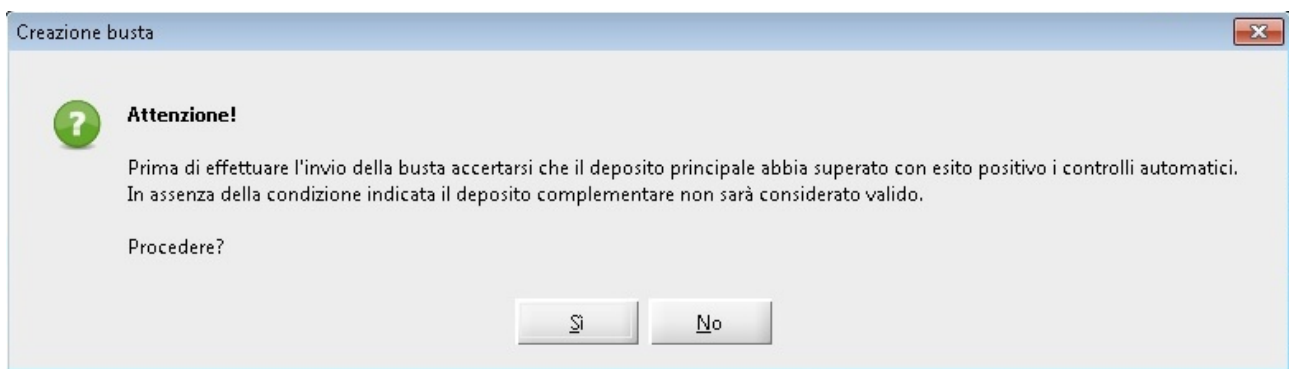 Creazione busta
Attenzione!
Prima di effettuare l'invio della busta accertarsi che il deposito principale abbia superato con esito positivo i controlli automatici.
In assenza della condizione indicata il deposito complementare non sarà considerato valido.
Procedere?
Sì
No